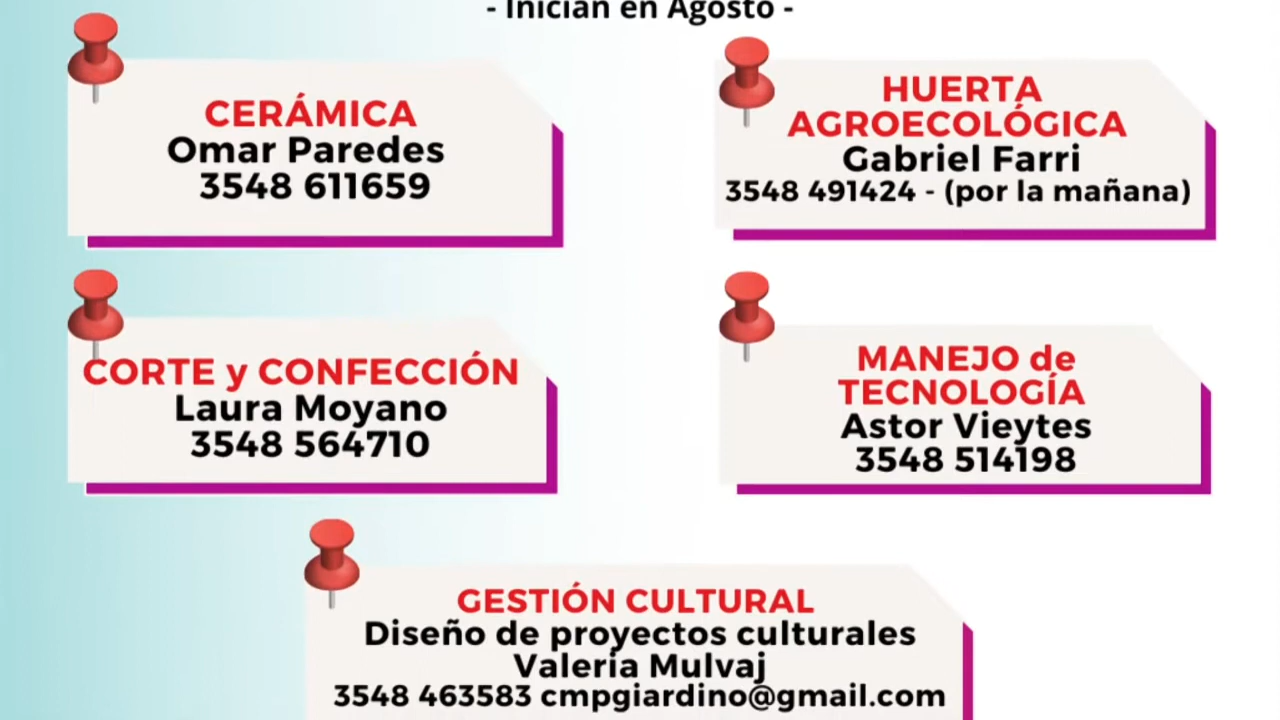 - Inician en Agosto -
CERÁMICA
Omar Paredes
3548 611659
HUERTA
AGROECOLÓGICA
Gabriel Farri
3548 491424 - (por la mañana)
CORTE y CONFECCIÓN
Laura Moyano
3548 564710
MANEJO de
TECNOLOGÍA
Astor Vieytes
3548 514198
GESTIÓN CULTURAL
Diseño de proyectos culturales
Valeria Mulvaj
3548 463583 cmpgiardino@gmail.com